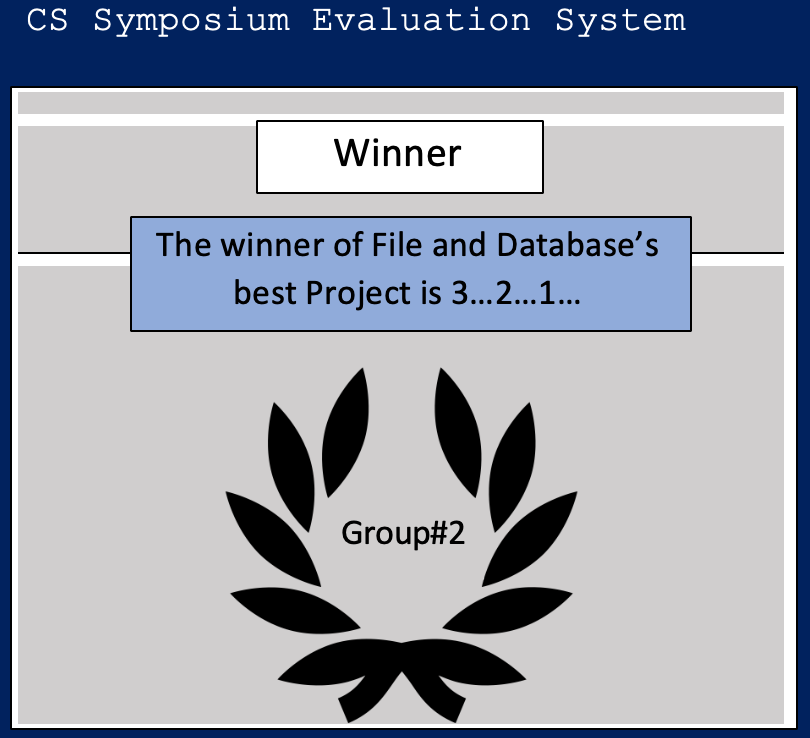 CS Symposium Evaluation System
Winner
The winner of File and Database’s
best Project is 3…2…1…
Group#2